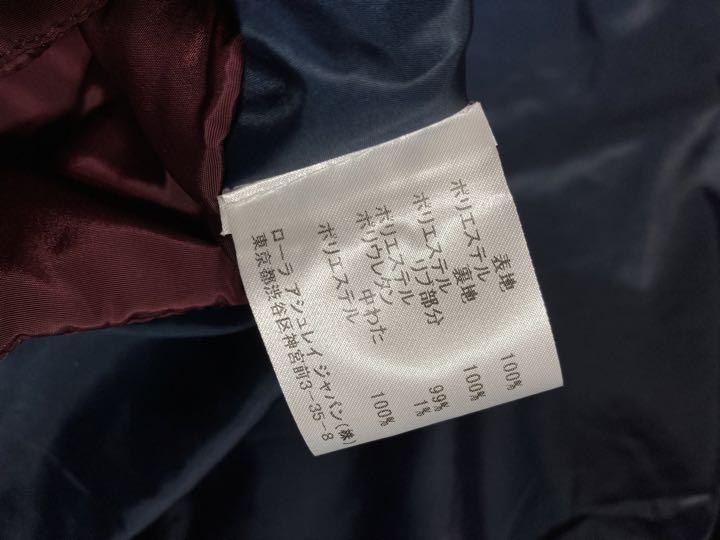 表地
ポリエステル 100%
裏地
ポリエステル 100%
リブ部分
ポリエステル 99%
ポリウレタン 1%
中わた
ポリエステル 100%
ローラ アシュレイ ジャパン(株)
東京都渋谷区神宮前3-35-8